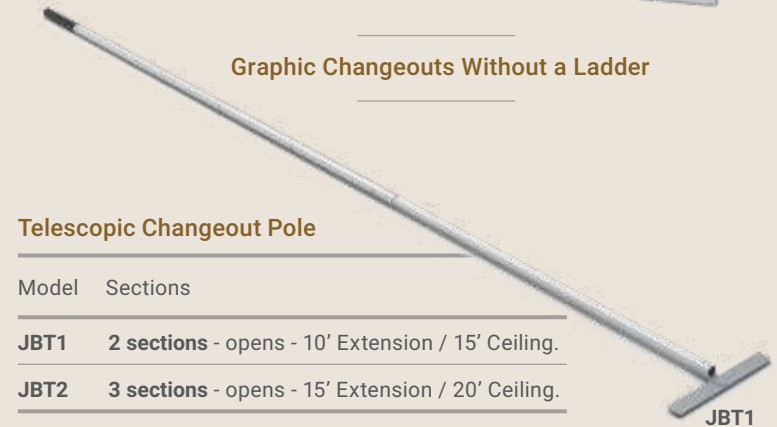 Graphic Changeouts Without a Ladder
Telescopic Changeout Pole
Model Sections
JBT1 2 sections - opens - 10’ Extension / 15’ Ceiling.
JBT2 3 sections - opens - 15’ Extension / 20’ Ceiling.
JBT1